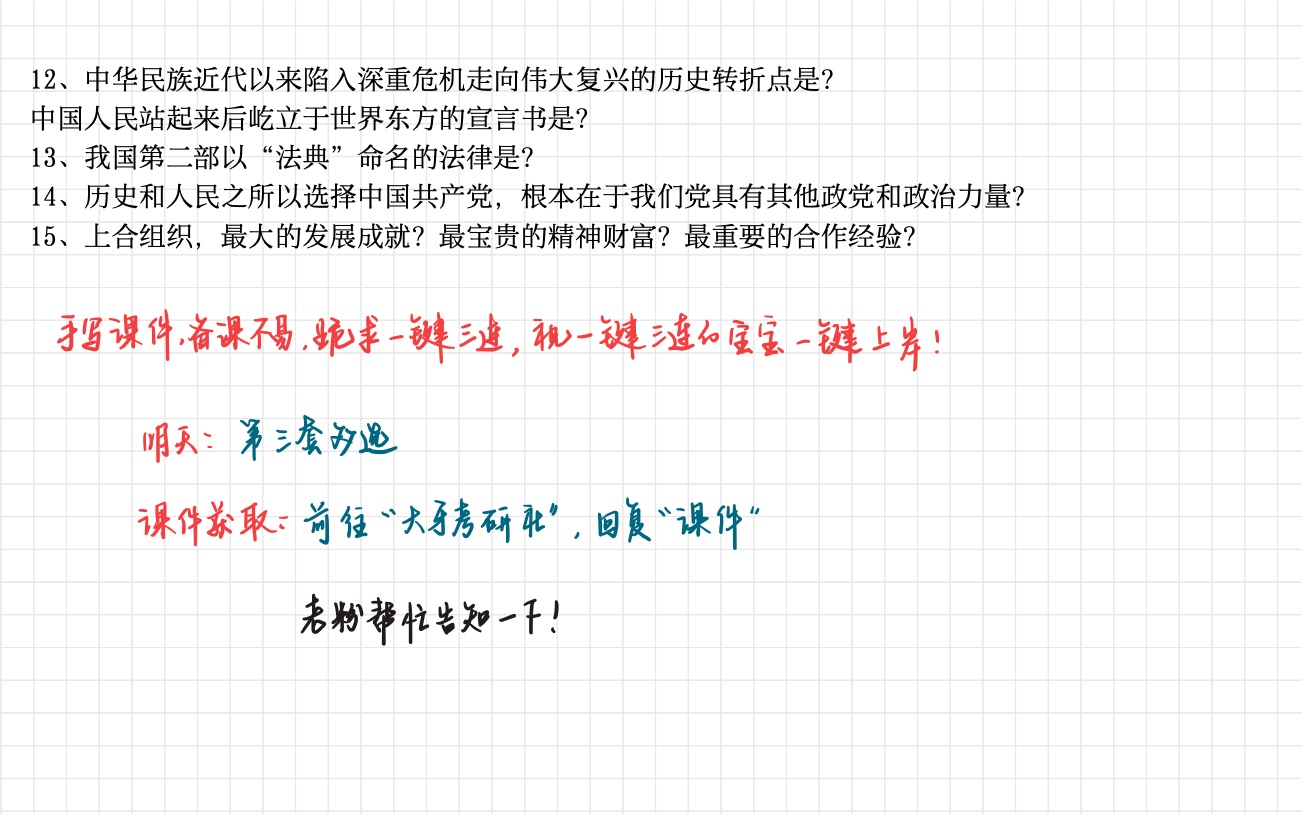 12、中华民族近代以来陷入深重危机走向伟大复兴的历史转折点是？
中国人民站起来后屹立于世界东方的宣言书是？
13、我国第二部以“法典”命名的法律是？
14、历史和人民之所以选择中国共产党，根本在于我们党具有其他政党和政治力量？
15、上合组织，最大的发展成就？最宝贵的精神财富？最重要的合作经验？
手写课件，备课不易，跪求一键三连，祝一键三连的宝宝一键上岸！
明天：第三套多选
课件获取：前往“大牙考研社”，回复“课件”
老粉帮忙告知一下！